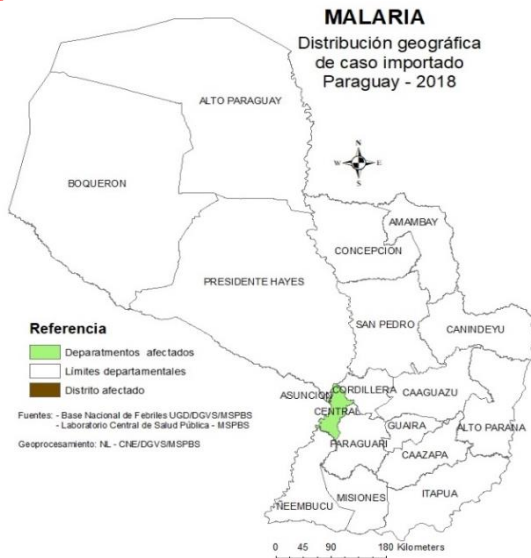 MALARIA
Distribución geográfica
de caso importado
Paraguay - 2018
N
W
E
S
ALTO PARAGUAY
BOQUERON
AMAMBAY
CONCEPCION
PRESIDENTE HAYES
SAN PEDRO
CANINDEYU
Referencia
Deparatmentos afectados
Límites departamentales
Distrito afectado
Fuentes: - Base Nacional de Febriles UGD/DGVS/MSPBS
- Laboratorio Central de Salud Pública - MSPBS
Geoprocesamiento: NL - CNE/DGVS/MSPBS
ASUNCION
CORDILLERA
CAAGUAZU
CENTRAL
GUAIRA
ALTO PARANA
PARAGUARI
CAAZAPA
ÑEEMBUCU
MISIONES
ITAPUA
0 45 90 180 Kilometers